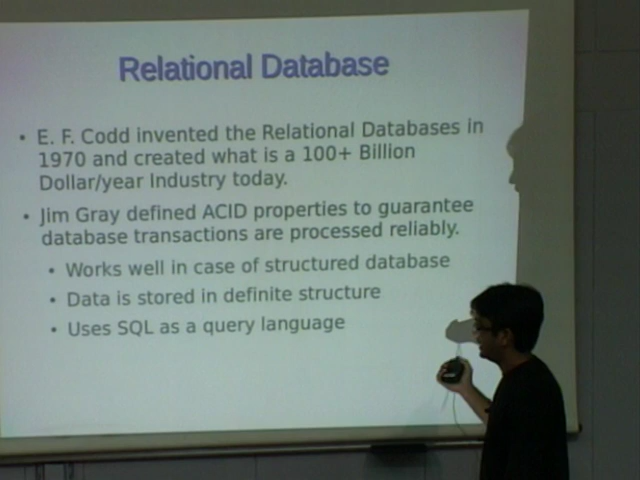 Relational Database
• E. F. Codd invented the Relational Databases in
1970 and created what is a 100+ Billion
Dollar/year Industry today.
• Jim Gray defined ACID properties to guarantee
database transactions are processed reliably.
• Works well in case of structured database
• Data is stored in definite structure
• Uses SQL as a query language